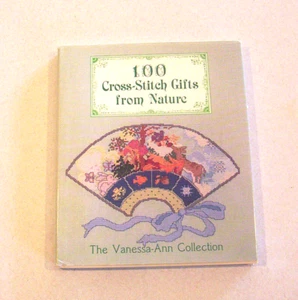 100
Cross-Stitch Gifts
from Nature
The Vanessa-Ann Collection